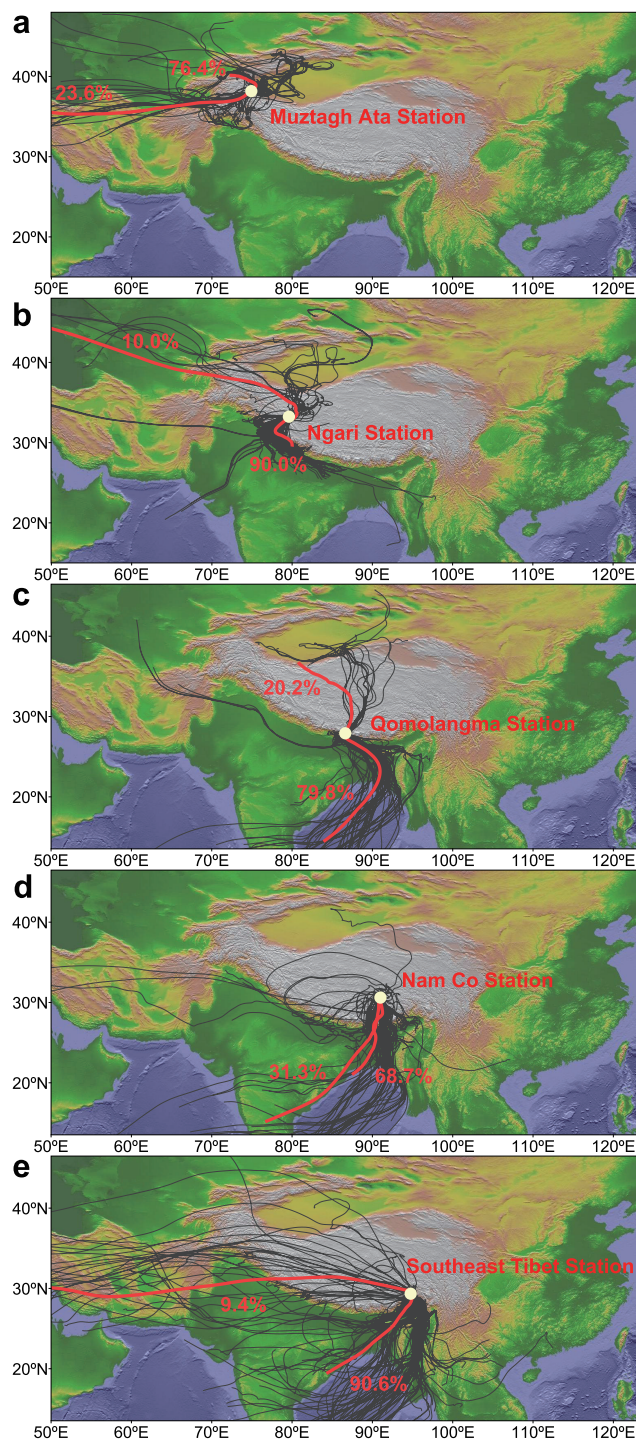 a
40ºN
30ºN
20ºN
76.4%
23.6%
Muztagh Ata Station
50ºE 60ºE 70ºE 80ºE 90ºE 100ºE 110ºE 120ºE
b
40ºN
30ºN
20ºN
10.0%
Ngari Station
90.0%
50ºE 60ºE 70ºE 80ºE 90ºE 100ºE 110ºE 120ºE
c
40ºN
30ºN
20ºN
20.2%
Qomolangma Station
79.8%
50ºE 60ºE 70ºE 80ºE 90ºE 100ºE 110ºE 120ºE
d
40ºN
30ºN
20ºN
Nam Co Station
31.3% 68.7%
50ºE 60ºE 70ºE 80ºE 90ºE 100ºE 110ºE 120ºE
e
40ºN
30ºN
20ºN
Southeast Tibet Station
9.4%
90.6%
50ºE 60ºE 70ºE 80ºE 90ºE 100ºE 110ºE 120ºE